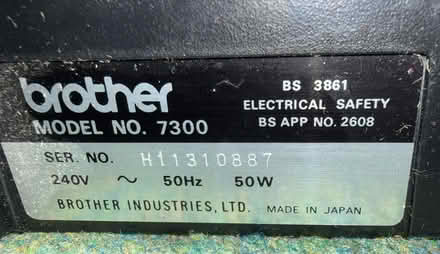 brother
BS 3861
ELECTRICAL SAFETY
MODEL NO. 7300
BS APP NO. 2608
SER. NO. H11310887
240V ~ 50Hz 50W
BROTHER INDUSTRIES, LTD. MADE IN JAPAN